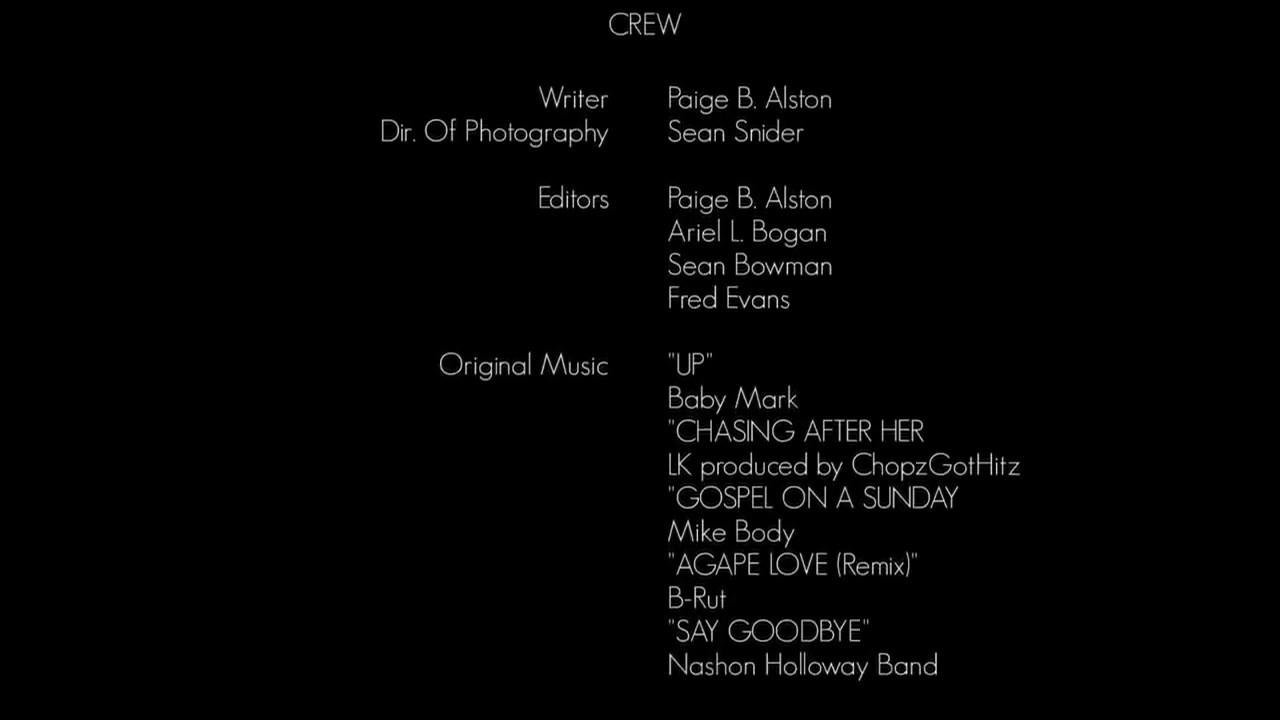 CREW
Writer Paige B. Alston
Dir. Of Photography Sean Snider
Editors Paige B. Alston
Ariel L. Bogan
Sean Bowman
Fred Evans
Original Music "UP"
Baby Mark
"CHASING AFTER HER
LK produced by ChopzGotHitz
"GOSPEL ON A SUNDAY
Mike Body
"AGAPE LOVE (Remix)"
B-Rut
"SAY GOODBYE"
Nashon Holloway Band